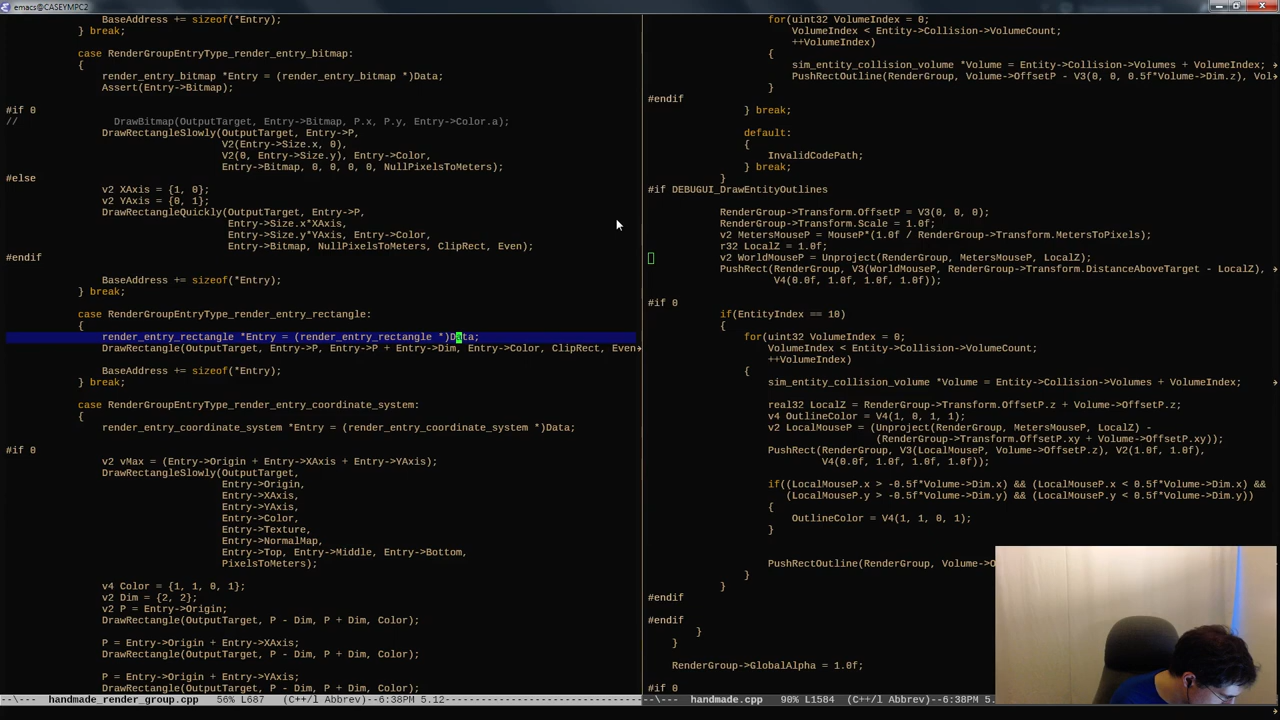 emacs@CASEYMPC2
BaseAddress += sizeof(*Entry);
} break;
case RenderGroupEntryType_render_entry_bitmap:
{
render_entry_bitmap *Entry = (render_entry_bitmap *)Data;
Assert(Entry->Bitmap);
#if 0
// DrawBitmap(OutputTarget, Entry->Bitmap, P.x, P.y, Entry->Color.a);
DrawRectangleSlowly(OutputTarget, Entry->P,
V2(Entry->Size.x, 0),
V2(0, Entry->Size.y), Entry->Color,
Entry->Bitmap, 0, 0, 0, 0, NullPixelsToMeters);
#else
v2 XAxis = {1, 0};
v2 YAxis = {0, 1};
DrawRectangleQuickly(OutputTarget, Entry->P,
Entry->Size.x*XAxis,
Entry->Size.y*YAxis, Entry->Color,
Entry->Bitmap, NullPixelsToMeters, ClipRect, Even);
#endif
BaseAddress += sizeof(*Entry);
} break;
case RenderGroupEntryType_render_entry_rectangle:
{
render_entry_rectangle *Entry = (render_entry_rectangle *)Data;
DrawRectangle(OutputTarget, Entry->P, Entry->P + Entry->Dim, Entry->Color, ClipRect, Even
BaseAddress += sizeof(*Entry);
} break;
case RenderGroupEntryType_render_entry_coordinate_system:
{
render_entry_coordinate_system *Entry = (render_entry_coordinate_system *)Data;
#if 0
v2 vMax = (Entry->Origin + Entry->XAxis + Entry->YAxis);
DrawRectangleSlowly(OutputTarget,
Entry->Origin,
Entry->XAxis,
Entry->YAxis,
Entry->Color,
Entry->Texture,
Entry->NormalMap,
Entry->Top, Entry->Middle, Entry->Bottom,
PixelsToMeters);
v4 Color = {1, 1, 0, 1};
v2 Dim = {2, 2};
v2 P = Entry->Origin;
DrawRectangle(OutputTarget, P - Dim, P + Dim, Color);
P = Entry->Origin + Entry->XAxis;
DrawRectangle(OutputTarget, P - Dim, P + Dim, Color);
P = Entry->Origin + Entry->YAxis;
DrawRectangle(OutputTarget, P - Dim, P + Dim, Color);
--\--- handmade_render_group.cpp 56% L687 (C++/l Abbrev)--6:38PM 5.12
for(uint32 VolumeIndex = 0;
VolumeIndex < Entity->Collision->VolumeCount;
++VolumeIndex)
{
sim_entity_collision_volume *Volume = Entity->Collision->Volumes + VolumeIndex;
PushRectOutline(RenderGroup, Volume->OffsetP - V3(0, 0, 0.5f*Volume->Dim.z), Vol
}
#endif
} break;
default:
{
InvalidCodePath;
} break;
}
#if DEBUGUI_DrawEntityOutlines
RenderGroup->Transform.OffsetP = V3(0, 0, 0);
RenderGroup->Transform.Scale = 1.0f;
v2 MetersMouseP = MouseP*(1.0f / RenderGroup->Transform.MetersToPixels);
r32 LocalZ = 1.0f;
v2 WorldMouseP = Unproject(RenderGroup, MetersMouseP, LocalZ);
PushRect(RenderGroup, V3(WorldMouseP, RenderGroup->Transform.DistanceAboveTarget - LocalZ),
V4(0.0f, 1.0f, 1.0f, 1.0f));
#if 0
if(EntityIndex == 10)
{
for(uint32 VolumeIndex = 0;
VolumeIndex < Entity->Collision->VolumeCount;
++VolumeIndex)
{
sim_entity_collision_volume *Volume = Entity->Collision->Volumes + VolumeIndex;
real32 LocalZ = RenderGroup->Transform.OffsetP.z + Volume->OffsetP.z;
v4 OutlineColor = V4(1, 0, 1, 1);
v2 LocalMouseP = (Unproject(RenderGroup, MetersMouseP, LocalZ) -
(RenderGroup->Transform.OffsetP.xy + Volume->OffsetP.xy));
PushRect(RenderGroup, V3(LocalMouseP, Volume->OffsetP.z), V2(1.0f, 1.0f),
V4(0.0f, 1.0f, 1.0f, 1.0f));
if((LocalMouseP.x > -0.5f*Volume->Dim.x) && (LocalMouseP.x < 0.5f*Volume->Dim.x) &&
(LocalMouseP.y > -0.5f*Volume->Dim.y) && (LocalMouseP.y < 0.5f*Volume->Dim.y))
{
OutlineColor = V4(1, 1, 0, 1);
}
PushRectOutline(RenderGroup, Volume->O
}
}
#endif
#endif
}
}
RenderGroup->GlobalAlpha = 1.0f;
#if 0
--\--- handmade.cpp 90% L1584 (C++/l Abbrev)--6:38PM 5.